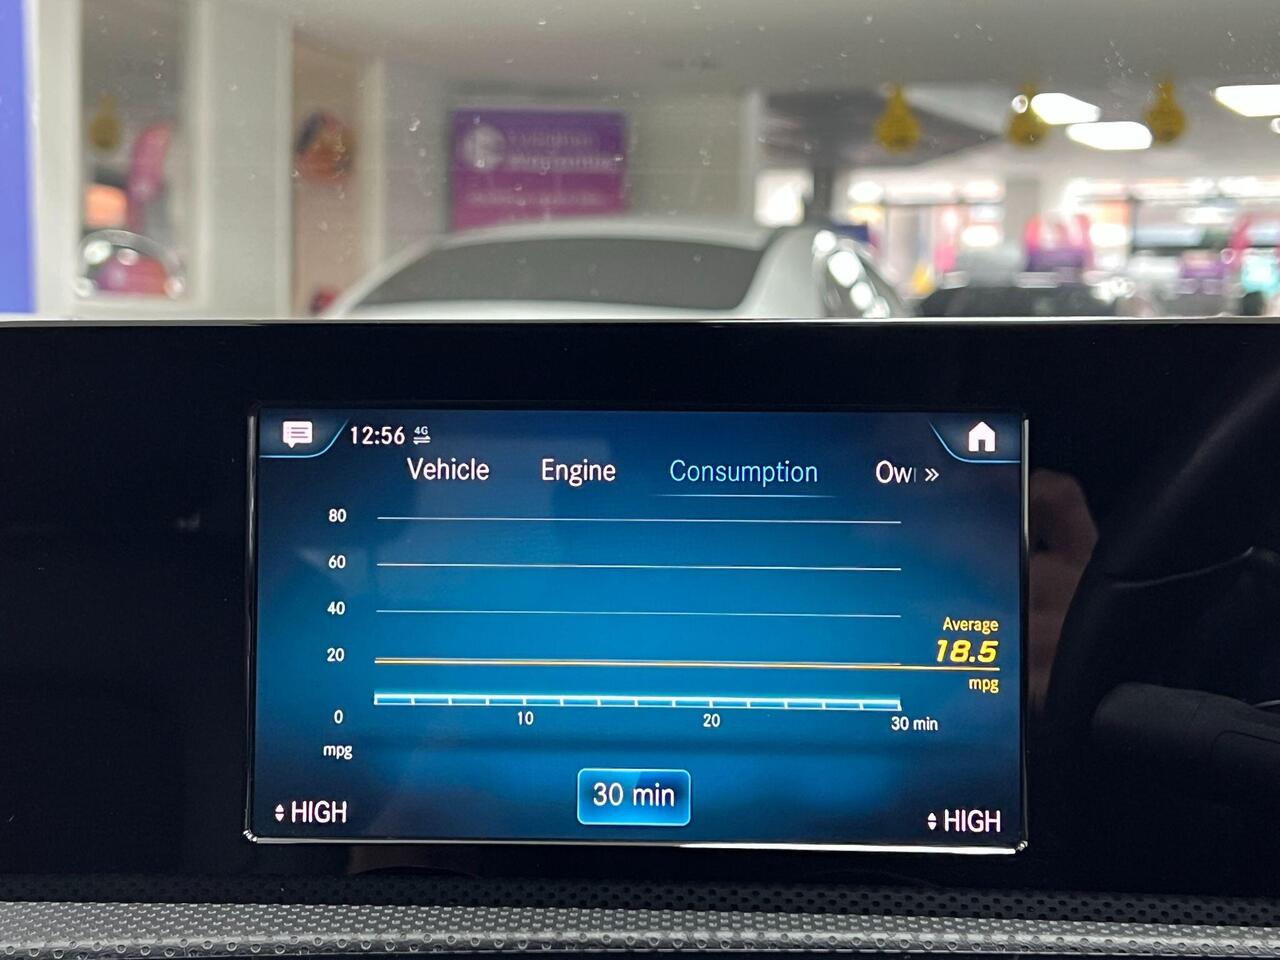 12:56 4G
Vehicle Engine Consumption Ow »
80
60
40
Average
18.5
20
mpg
0
10 20 30 min
mpg
30 min
HIGH HIGH